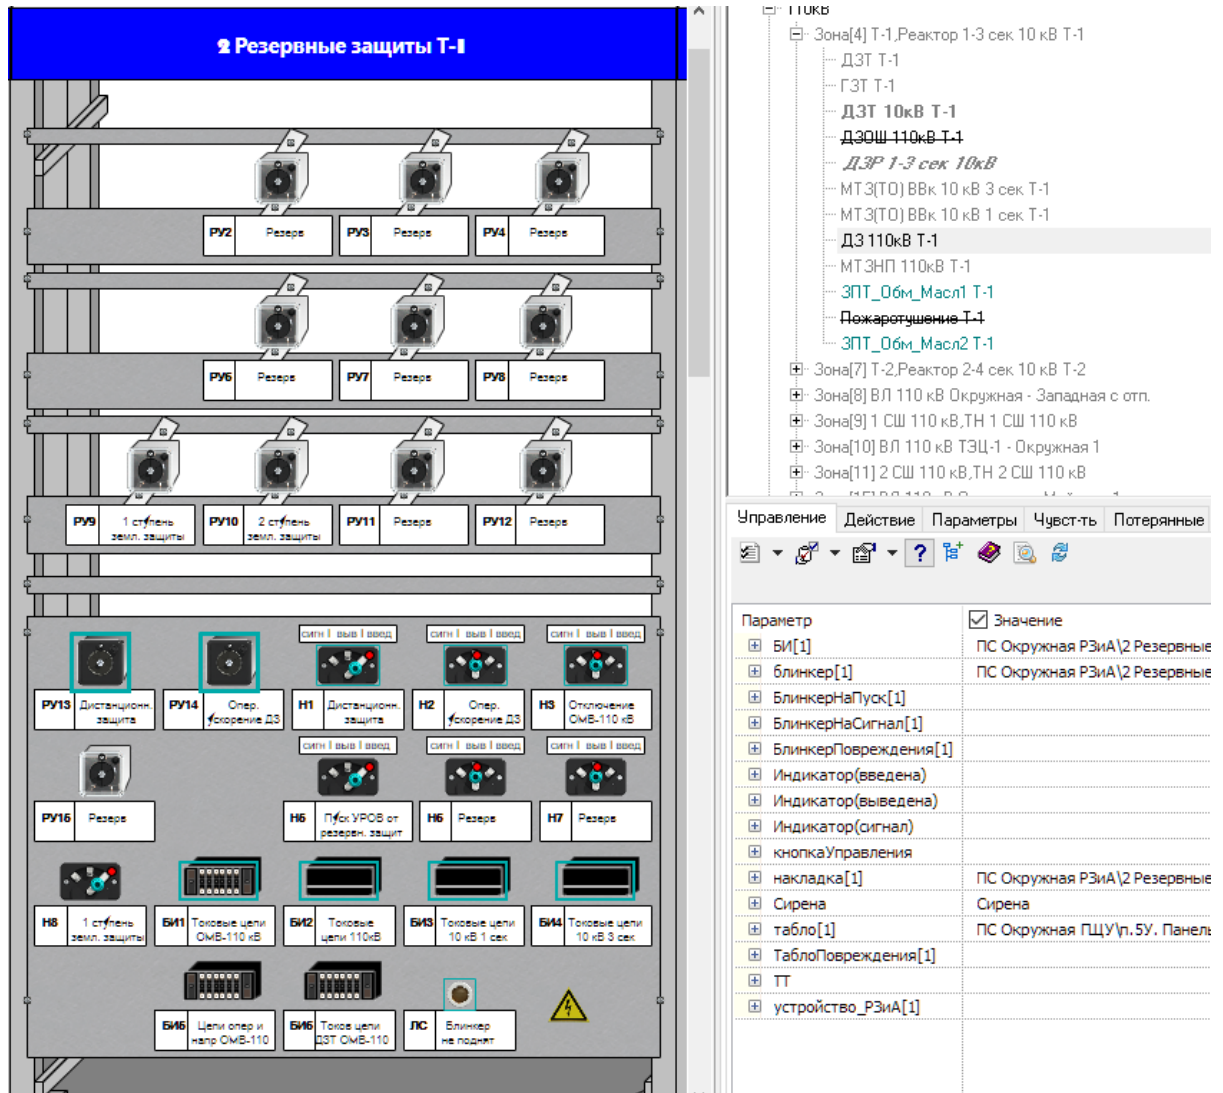 2 Резервные защиты Т-1
РУ2 Резерв
РУ3 Резерв
РУ4 Резерв
РУ6 Резерв
РУ7 Резерв
РУ8 Резерв
РУ9 1 ступень
земл. защиты
РУ10 2 ступень
земл. защиты
РУ11 Резерв
РУ12 Резерв
сигн выв введ
сигн выв введ
сигн выв введ
РУ13 Дистанционн.
защита
РУ14 Опер.
ускорение ДЗ
Н1 Дистанционн.
защита
Н2 Опер.
ускорение ДЗ
Н3 Отключение
ОМВ-110 кВ
сигн выв введ
сигн выв введ
сигн выв введ
РУ15 Резерв
Н5 Пуск УРОВ от
резервн. защит
Н6 Резерв
Н7 Резерв
Н8 1 ступень
земл. защиты
БИ1 Токовые цепи
ОМВ-110 кВ
БИ2 Токовые
цепи 110кВ
БИ3 Токовые цепи
10 кВ 1 сек
БИ4 Токовые цепи
10 кВ 3 сек
БИ5 Цепи опер и
напр ОМВ-110
БИ6 Токов цепи
ДЗТ ОМВ-110
ЛС Блинкер
не поднят
110кВ
Зона[4] Т-1,Реактор 1-3 сек 10 кВ Т-1
ДЗТ Т-1
ГЗТ Т-1
ДЗТ 10кВ Т-1
ДЗОШ 110кВ Т-1
ДЗР 1-3 сек 10кВ
МТЗ(ТО) ВВк 10 кВ 3 сек Т-1
МТЗ(ТО) ВВк 10 кВ 1 сек Т-1
ДЗ 110кВ Т-1
МТЗНП 110кВ Т-1
ЗПТ_Обм_Масл1 Т-1
Пожаротушение Т-1
ЗПТ_Обм_Масл2 Т-1
Зона[7] Т-2,Реактор 2-4 сек 10 кВ Т-2
Зона[8] ВЛ 110 кВ Окружная - Западная с отп.
Зона[9] 1 СШ 110 кВ,ТН 1 СШ 110 кВ
Зона[10] ВЛ 110 кВ ТЭЦ-1 - Окружная 1
Зона[11] 2 СШ 110 кВ,ТН 2 СШ 110 кВ
Управление Действие Параметры Чувст-ть Потерянные
Параметр Значение
БИ[1] ПС Окружная РЗиА\2 Резервные
блинкер[1] ПС Окружная РЗиА\2 Резервные
БлинкерНаПуск[1]
БлинкерНаСигнал[1]
БлинкерПовреждения[1]
Индикатор(введена)
Индикатор(выведена)
Индикатор(сигнал)
кнопкаУправления
накладка[1] ПС Окружная РЗиА\2 Резервные
Сирена Сирена
табло[1] ПС Окружная ПЩУ\п.5У. Панель
ТаблоПовреждения[1]
ТТ
устройство_РЗиА[1]